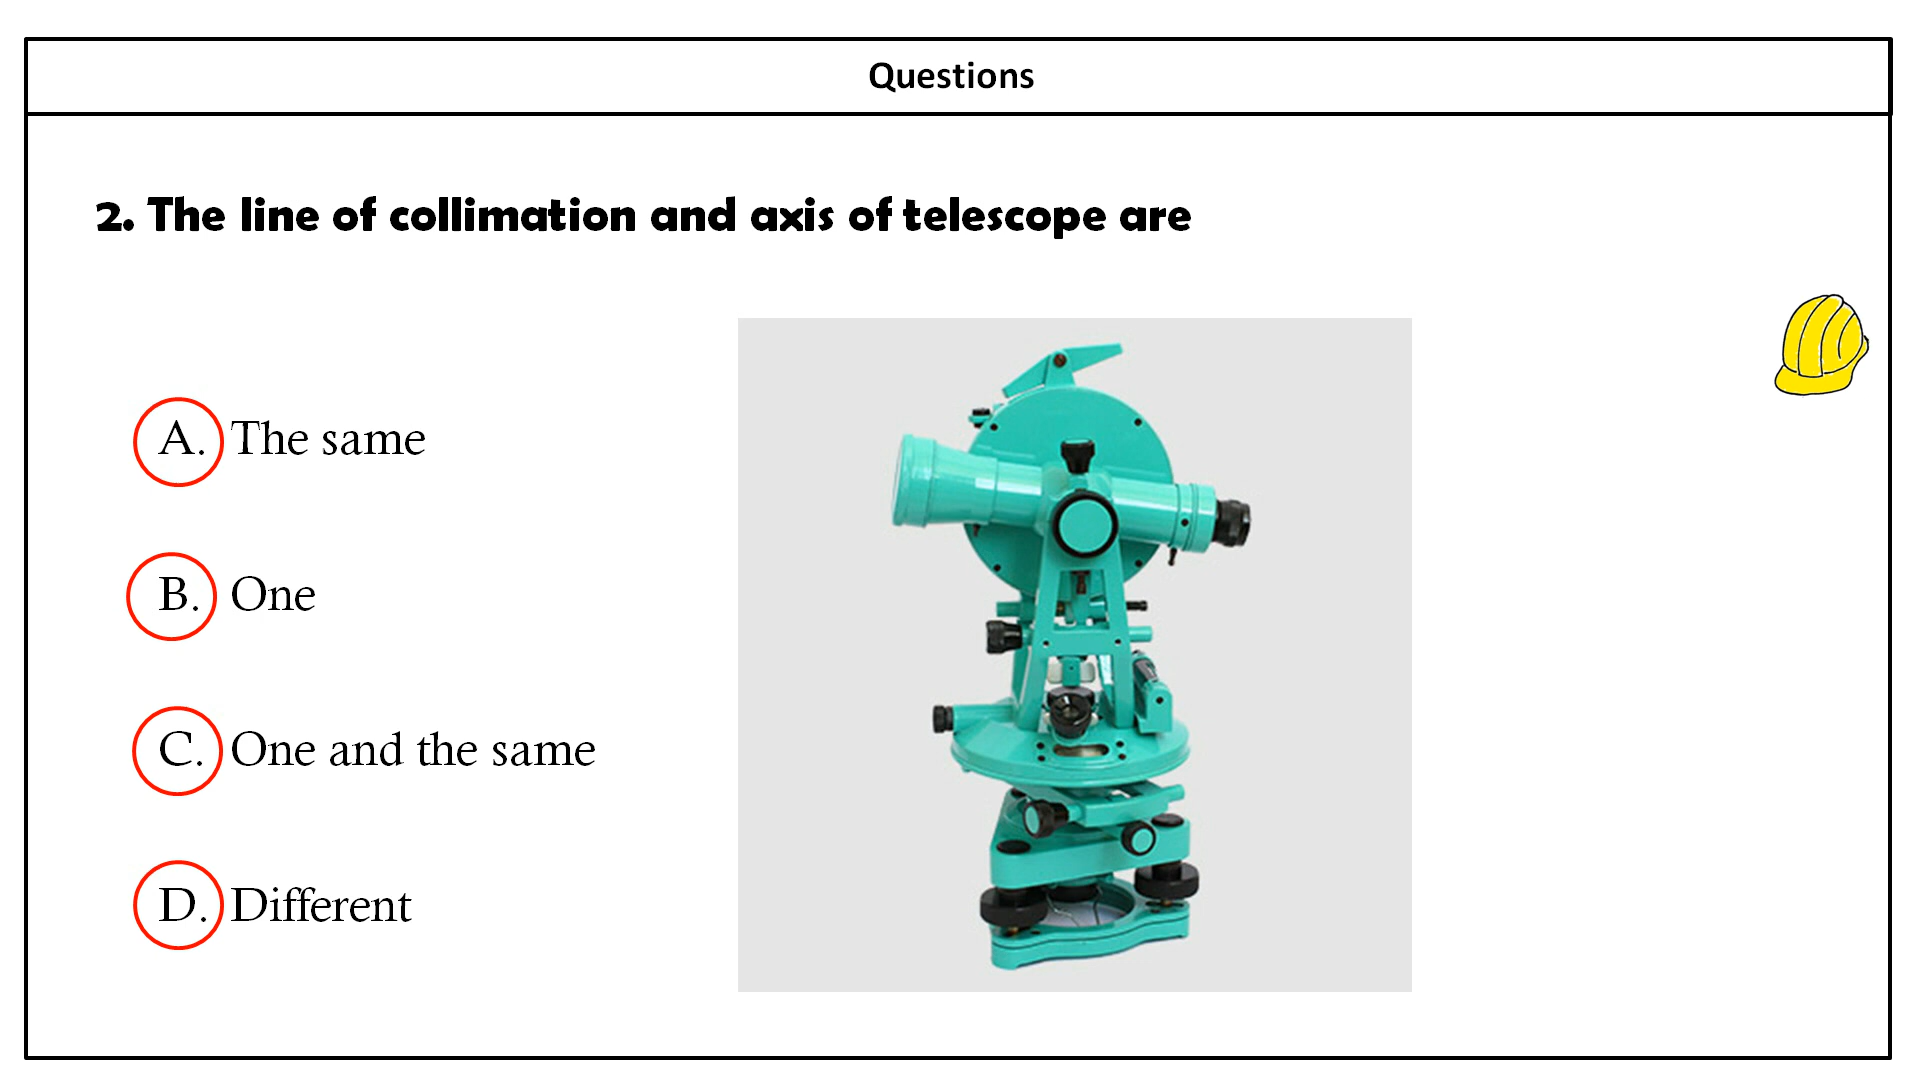 Questions
2. The line of collimation and axis of telescope are
A. The same
B. One
C. One and the same
D. Different